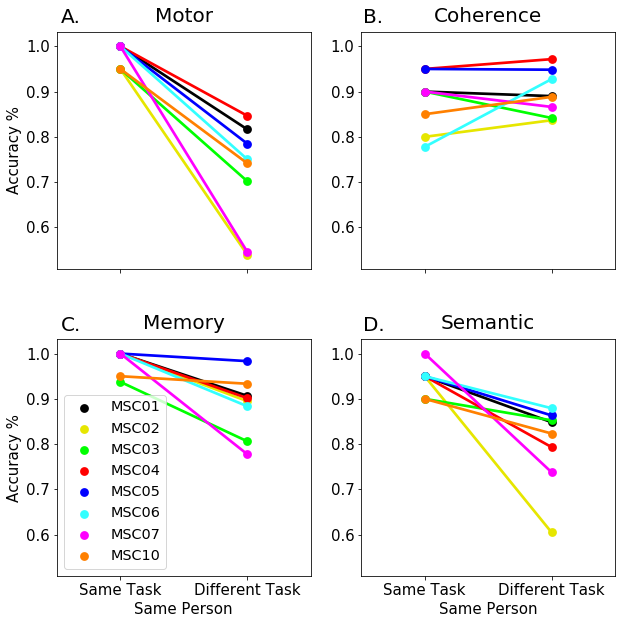 A. Motor
B. Coherence
1.0
0.9
0.8
0.7
0.6
Accuracy %
1.0
0.9
0.8
0.7
0.6
C. Memory
D. Semantic
1.0
0.9
0.8
0.7
0.6
Accuracy %
MSC01
MSC02
MSC03
MSC04
MSC05
MSC06
MSC07
MSC10
Same Task Different Task
Same Person
1.0
0.9
0.8
0.7
0.6
Same Task Different Task
Same Person